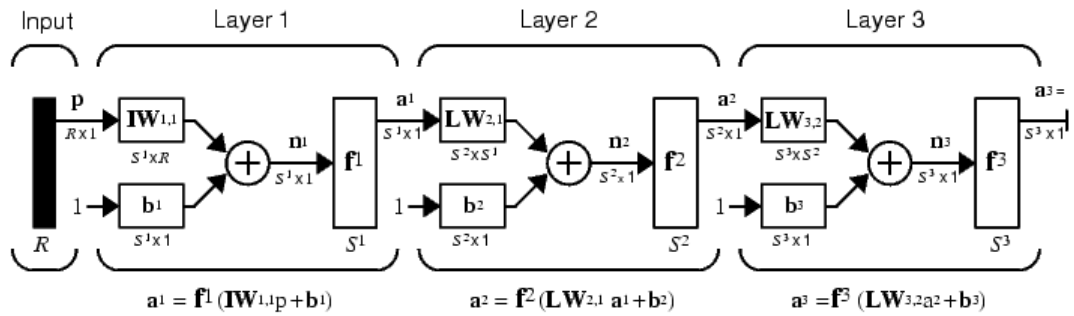 Input Layer 1 Layer 2 Layer 3
p a1 a2 a3 =
IW1,1 LW2,1 LW3,2
R×1 S1×1 S2×1 S3×1
n1 n2 n3
S1×R S2×S1 S3×S2
+ f1 + f2 + f3
S1×1 S2×1 S3×1
1 b1 1 b2 1 b3
S1×1 S2×1 S3×1
R S1 S2 S3
a1 = f1 (IW1,1p +b1) a2 = f2 (LW2,1 a1+b2) a3 =f3 (LW3,2a2+b3)